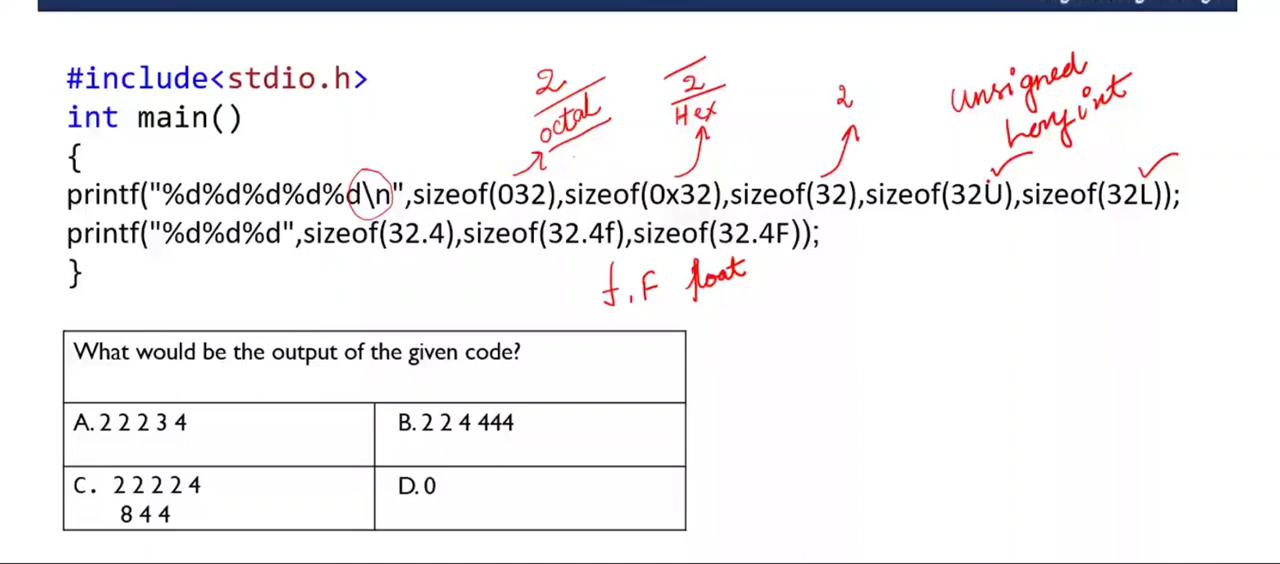 2
octal
2
Hex
2
unsigned
long int
#include<stdio.h>
int main()
{
printf("%d%d%d%d%d\n",sizeof(032),sizeof(0x32),sizeof(32),sizeof(32U),sizeof(32L));
printf("%d%d%d",sizeof(32.4),sizeof(32.4f),sizeof(32.4F));
}
f, F float
What would be the output of the given code?
A. 2 2 2 3 4
B. 2 2 4 444
C. 2 2 2 2 4
8 4 4
D. 0